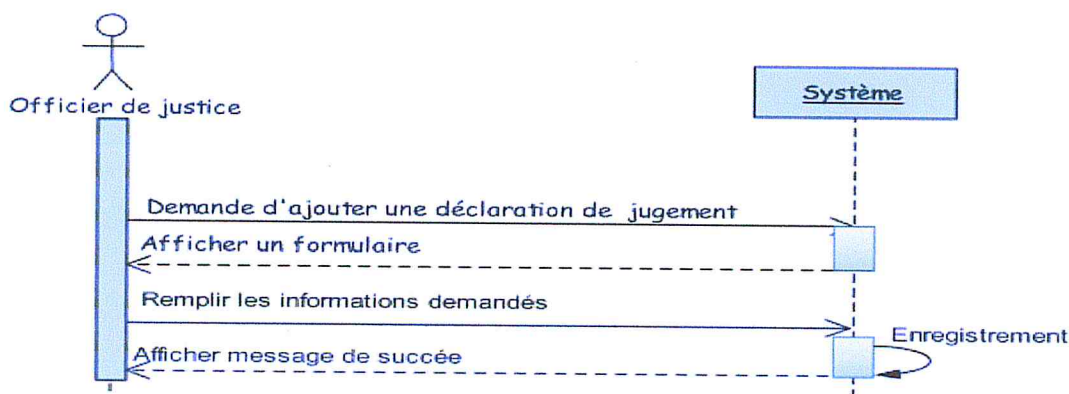 Officier de justice
Système
Demande d'ajouter une déclaration de jugement
Afficher un formulaire
Remplir les informations demandés
Enregistrement
Afficher message de succée